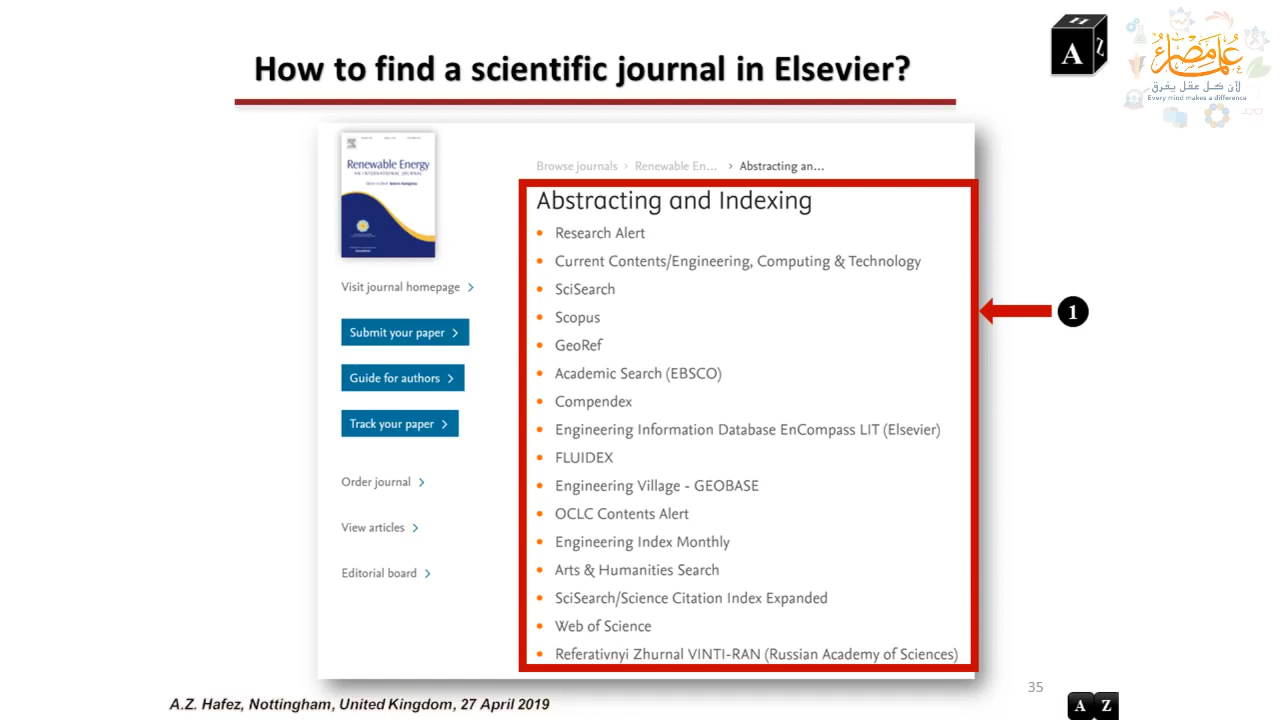 How to find a scientific journal in Elsevier?
H
A
Z
علماء مصر
لأن كل عقل يفرق
Every mind makes a difference
Renewable Energy
AN INTERNATIONAL JOURNAL
Browse journals > Renewable En... > Abstracting an...
Abstracting and Indexing
• Research Alert
• Current Contents/Engineering, Computing & Technology
• SciSearch
• Scopus
• GeoRef
• Academic Search (EBSCO)
• Compendex
• Engineering Information Database EnCompass LIT (Elsevier)
• FLUIDEX
• Engineering Village - GEOBASE
• OCLC Contents Alert
• Engineering Index Monthly
• Arts & Humanities Search
• SciSearch/Science Citation Index Expanded
• Web of Science
• Referativnyi Zhurnal VINTI-RAN (Russian Academy of Sciences)
Visit journal homepage >
Submit your paper >
Guide for authors >
Track your paper >
Order journal >
View articles >
Editorial board >
1
A.Z. Hafez, Nottingham, United Kingdom, 27 April 2019
35
A Z